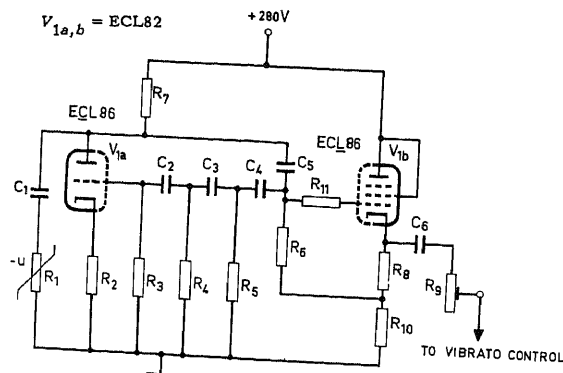 V1a,b = ECL82
+280V
R7
ECL86
V1a
C1
-u
R1
R2
R3
C2
R4
C3
R5
C4
C5
R6
R11
ECL86
V1b
C6
R8
R9
R10
TO VIBRATO CONTROL